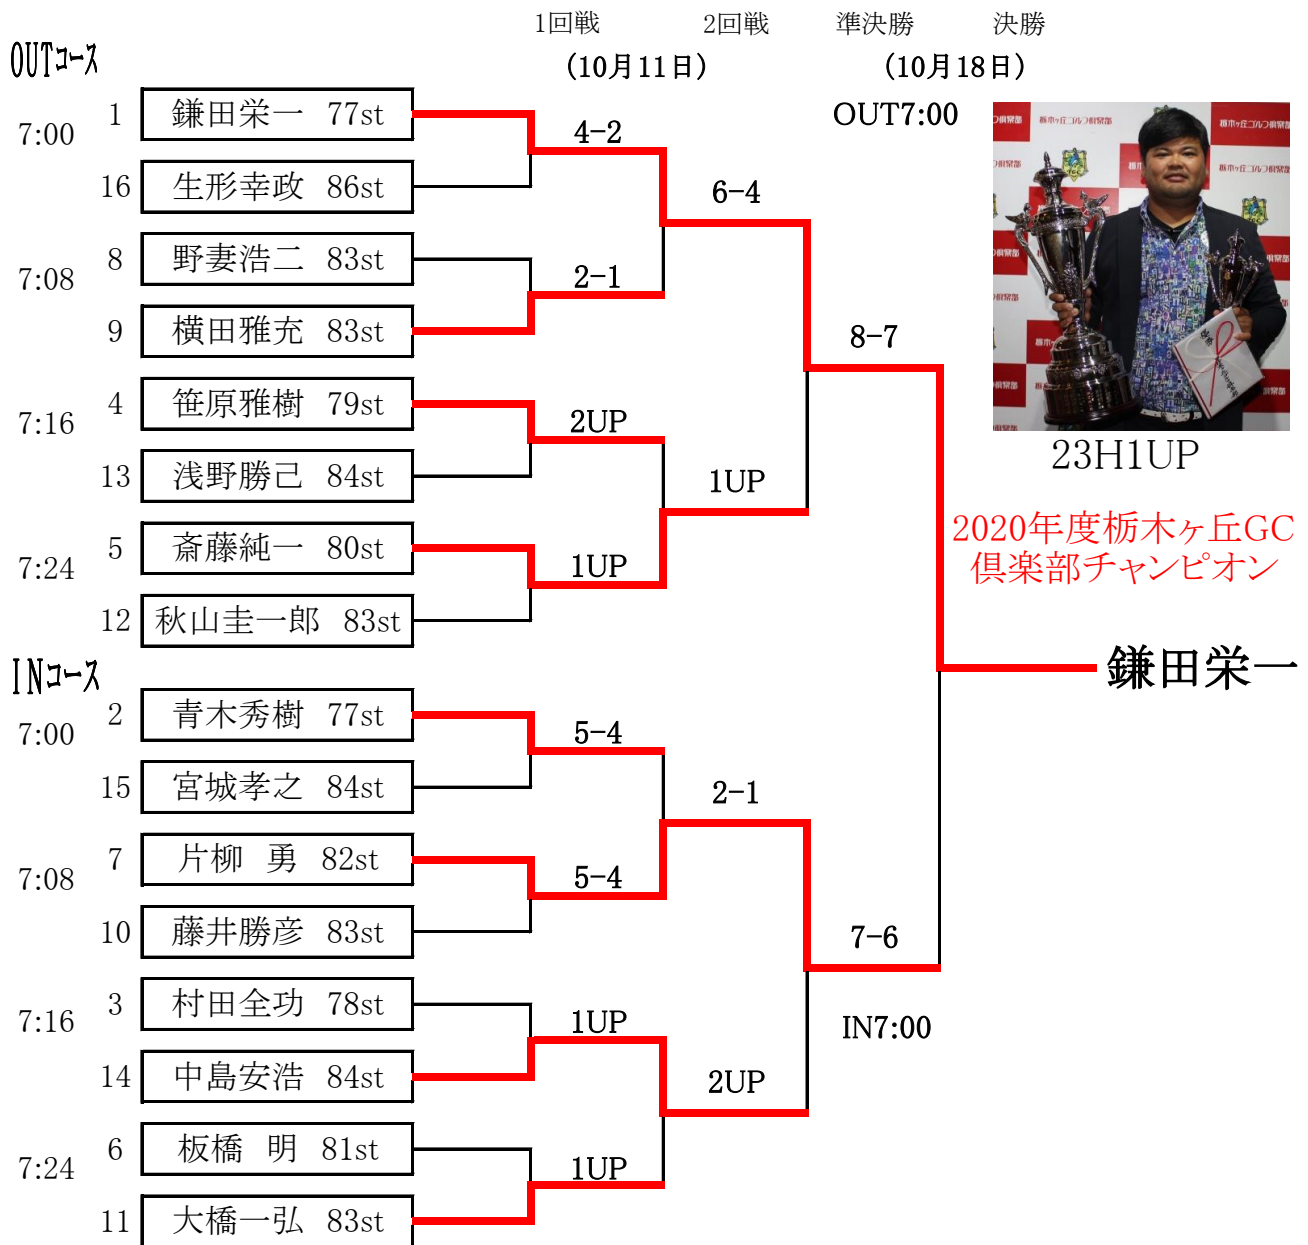 1回戦 2回戦 準決勝 決勝
OUTコース (10月11日) (10月18日)
7:00 1 鎌田栄一 77st 4-2 OUT7:00
16 生形幸政 86st 6-4
7:08 8 野妻浩二 83st 2-1
9 横田雅充 83st 8-7
7:16 4 笹原雅樹 79st 2UP
23H1UP
13 浅野勝己 84st 1UP
2020年度栃木ヶ丘GC
倶楽部チャンピオン
7:24 5 斎藤純一 80st 1UP
12 秋山圭一郎 83st
鎌田栄一
INコース
7:00 2 青木秀樹 77st 5-4
15 宮城孝之 84st 2-1
7:08 7 片柳 勇 82st 5-4
10 藤井勝彦 83st 7-6
7:16 3 村田全功 78st 1UP IN7:00
14 中島安浩 84st 2UP
7:24 6 板橋 明 81st 1UP
11 大橋一弘 83st
栃木ヶ丘ゴルフ倶楽部